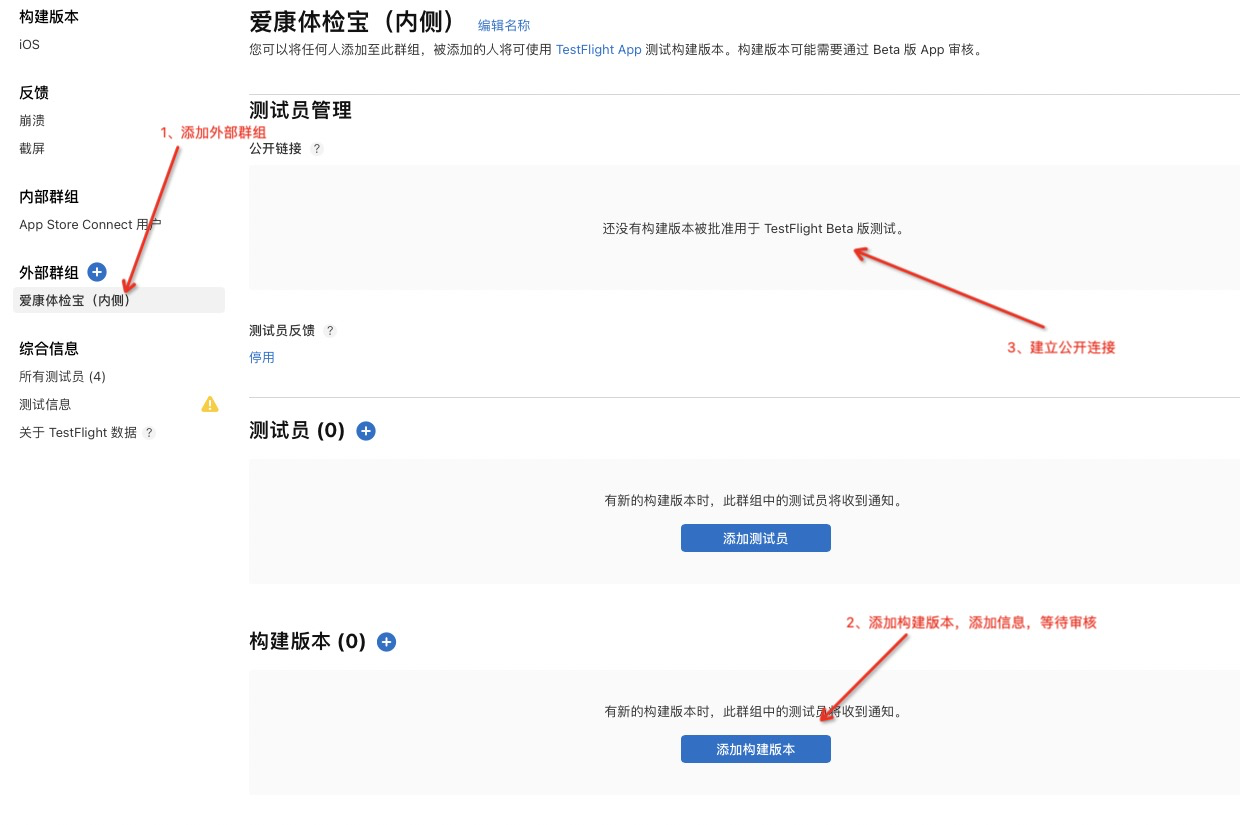 构建版本
iOS
反馈
崩溃
截屏
内部群组
App Store Connect 用户
外部群组
爱康体检宝（内侧）
综合信息
所有测试员 (4)
测试信息
关于 TestFlight 数据 ?
1、添加外部群组
爱康体检宝（内侧） 编辑名称
您可以将任何人添加至此群组，被添加的人将可使用 TestFlight App 测试构建版本。构建版本可能需要通过 Beta 版 App 审核。
测试员管理
公开链接 ?
还没有构建版本被批准用于 TestFlight Beta 版测试。
3、建立公开连接
测试员反馈 ?
停用
测试员 (0)
有新的构建版本时，此群组中的测试员将收到通知。
添加测试员
2、添加构建版本，添加信息，等待审核
构建版本 (0)
有新的构建版本时，此群组中的测试员将收到通知。
添加构建版本